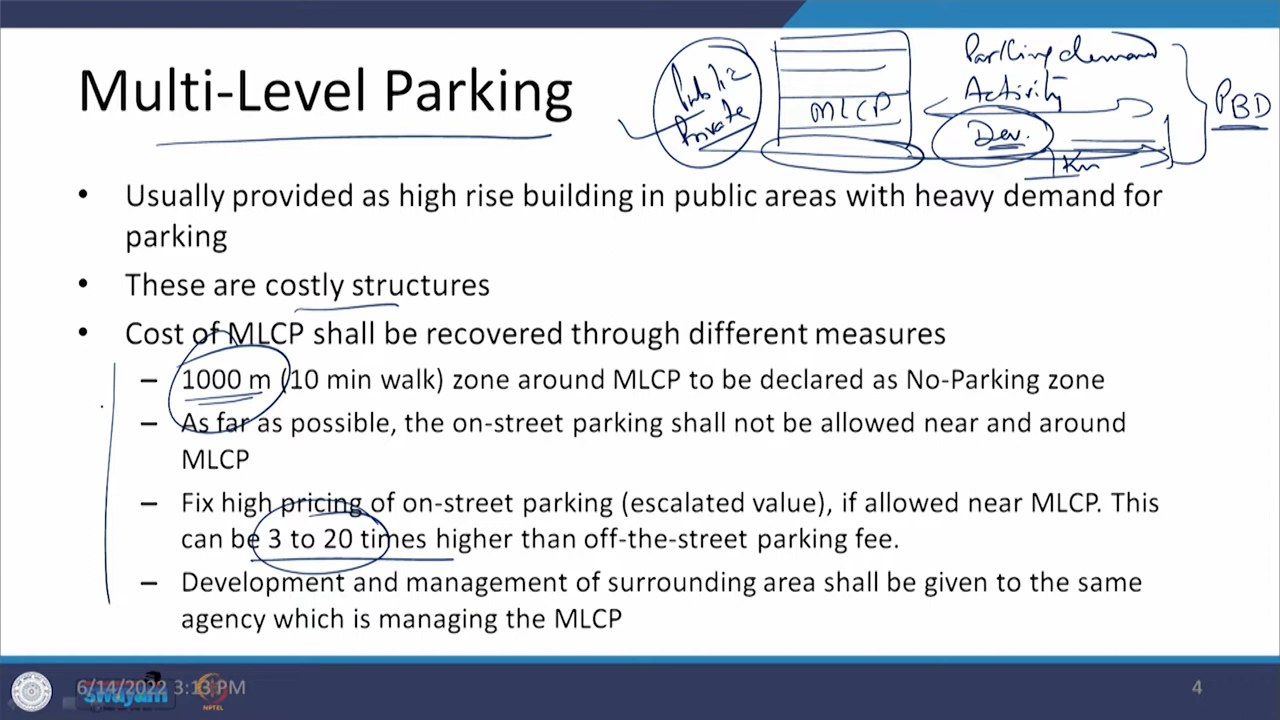 Multi-Level Parking
Public
Private
MLCP
Parking demand
Activity
Dev.
1 Km
PBD
• Usually provided as high rise building in public areas with heavy demand for
parking
• These are costly structures
• Cost of MLCP shall be recovered through different measures
– 1000 m (10 min walk) zone around MLCP to be declared as No-Parking zone
– As far as possible, the on-street parking shall not be allowed near and around
MLCP
– Fix high pricing of on-street parking (escalated value), if allowed near MLCP. This
can be 3 to 20 times higher than off-the-street parking fee.
– Development and management of surrounding area shall be given to the same
agency which is managing the MLCP
6/14/2022 3:13 PM
swayam
NPTEL
4